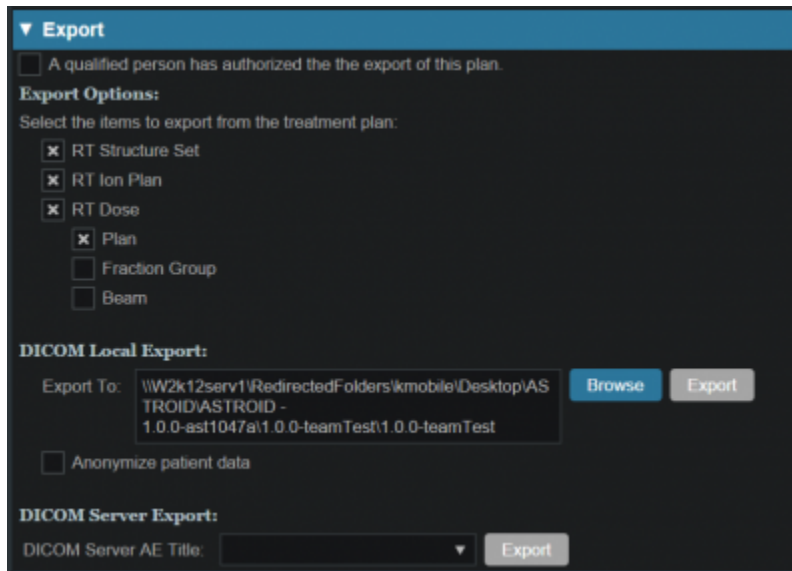 Export
A qualified person has authorized the the export of this plan.
Export Options:
Select the items to export from the treatment plan:
RT Structure Set
RT Ion Plan
RT Dose
Plan
Fraction Group
Beam
DICOM Local Export:
Export To: \\W2k12serv1\RedirectedFolders\kmobile\Desktop\AS Browse Export
TROID\ASTROID -
1.0.0-ast1047a\1.0.0-teamTest\1.0.0-teamTest
Anonymize patient data
DICOM Server Export:
DICOM Server AE Title: Export